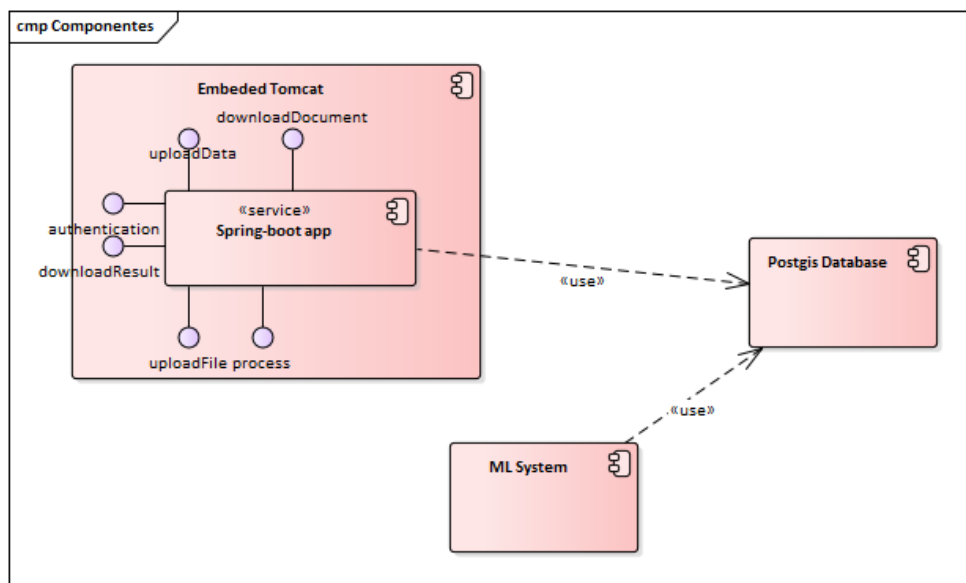 cmp Componentes
Embeded Tomcat
downloadDocument
uploadData
«service»
Spring-boot app
authentication
downloadResult
uploadFile process
«use»
Postgis Database
«use»
ML System